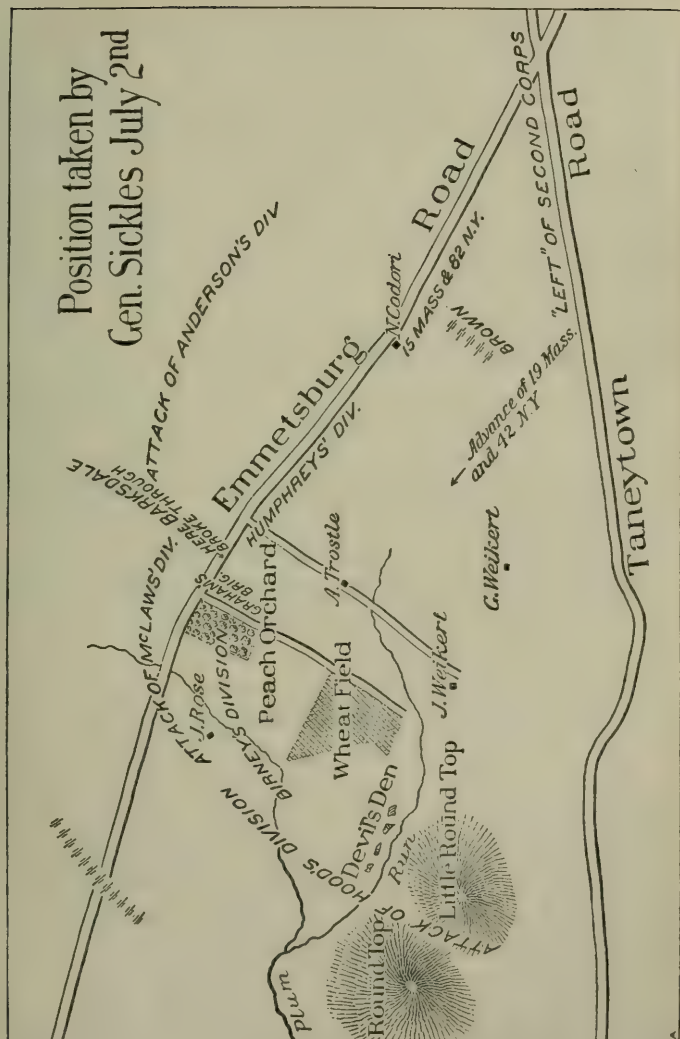 Position taken by
Gen. Sickles July 2nd
ATTACK OF ANDERSON'S DIV
HERE BARKSDALE
BROKE THROUGH
ATTACK OF McLAWS' DIV.
Emmetsburg Road
HUMPHREYS' DIV.
N. Codori
15 MASS & 82 N.Y.
BROWN
"LEFT" OF SECOND CORPS
Advance of 19 Mass.
and 42 N.Y
Taneytown Road
GRAHAMS
BRIG.
Peach Orchard
A. Trostle
G. Weikert
J. Weikert
J. Rose
BIRNEYS DIVISION
Wheat Field
Devil's Den
ATTACK OF HOOD'S DIVISION
Plum Run
Little Round Top
Round Top